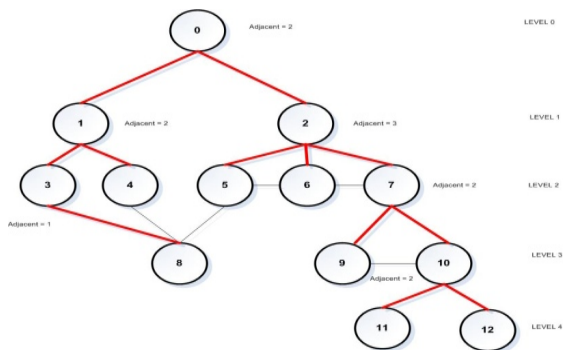 0
Adjacent = 2
LEVEL 0
1
Adjacent = 2
2
Adjacent = 3
LEVEL 1
3
4
5
6
7
Adjacent = 2
LEVEL 2
Adjacent = 1
8
9
10
LEVEL 3
Adjacent = 2
11
12
LEVEL 4